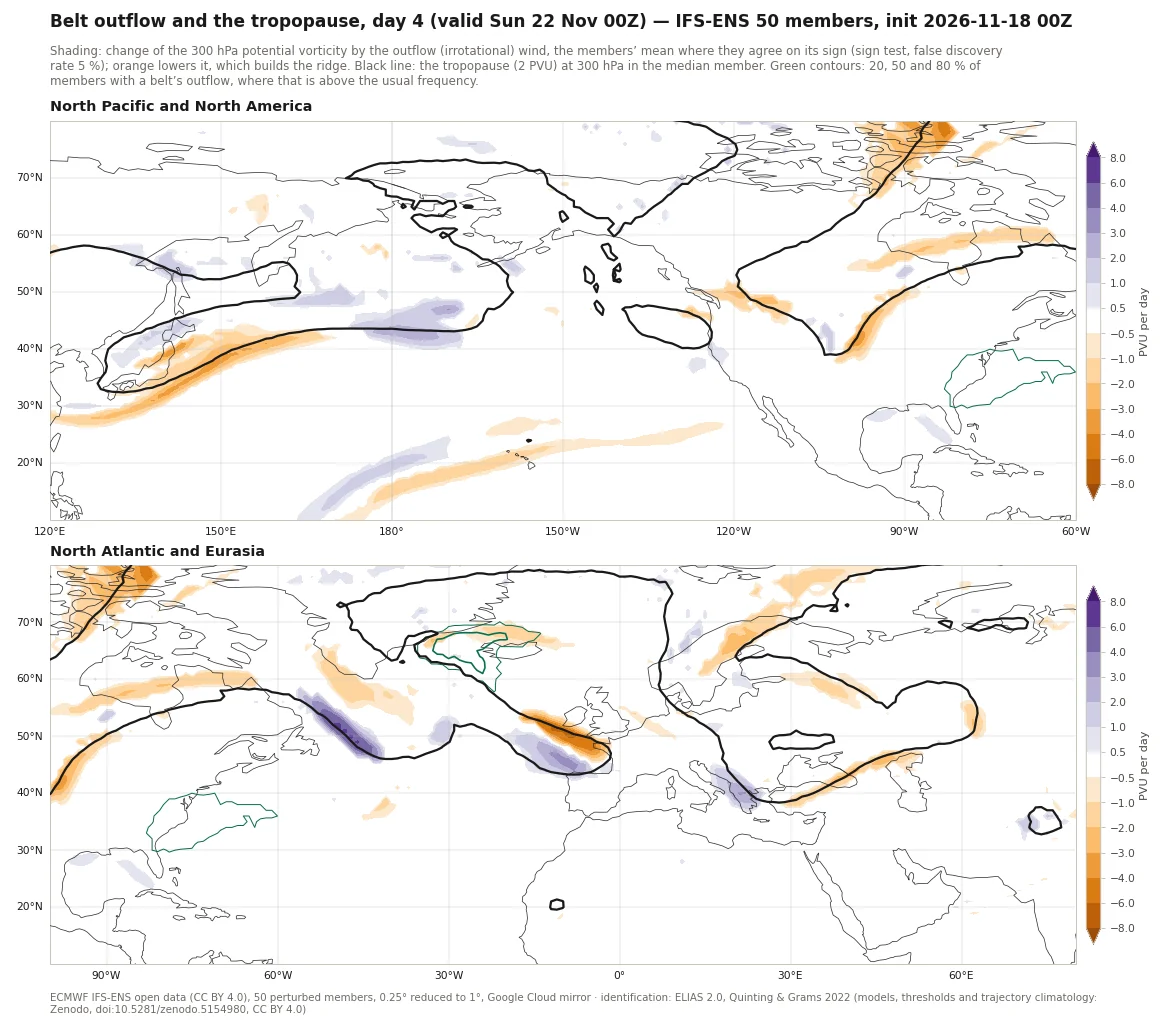 Belt outflow and the tropopause, day 4 (valid Sun 22 Nov 00Z) — IFS-ENS 50 members, init 2026-11-18 00Z
Shading: change of the 300 hPa potential vorticity by the outflow (irrotational) wind, the members’ mean where they agree on its sign (sign test, false discovery
rate 5 %); orange lowers it, which builds the ridge. Black line: the tropopause (2 PVU) at 300 hPa in the median member. Green contours: 20, 50 and 80 % of
members with a belt’s outflow, where that is above the usual frequency.
North Pacific and North America
70°N
60°N
50°N
40°N
30°N
20°N
120°E 150°E 180° 150°W 120°W 90°W 60°W
8.0
6.0
4.0
3.0
2.0
1.0
0.5
−0.5
−1.0
−2.0
−3.0
−4.0
−6.0
−8.0
PVU per day
North Atlantic and Eurasia
70°N
60°N
50°N
40°N
30°N
20°N
90°W 60°W 30°W 0° 30°E 60°E
8.0
6.0
4.0
3.0
2.0
1.0
0.5
−0.5
−1.0
−2.0
−3.0
−4.0
−6.0
−8.0
PVU per day
ECMWF IFS-ENS open data (CC BY 4.0), 50 perturbed members, 0.25° reduced to 1°, Google Cloud mirror · identification: ELIAS 2.0, Quinting & Grams 2022 (models, thresholds and trajectory climatology:
Zenodo, doi:10.5281/zenodo.5154980, CC BY 4.0)